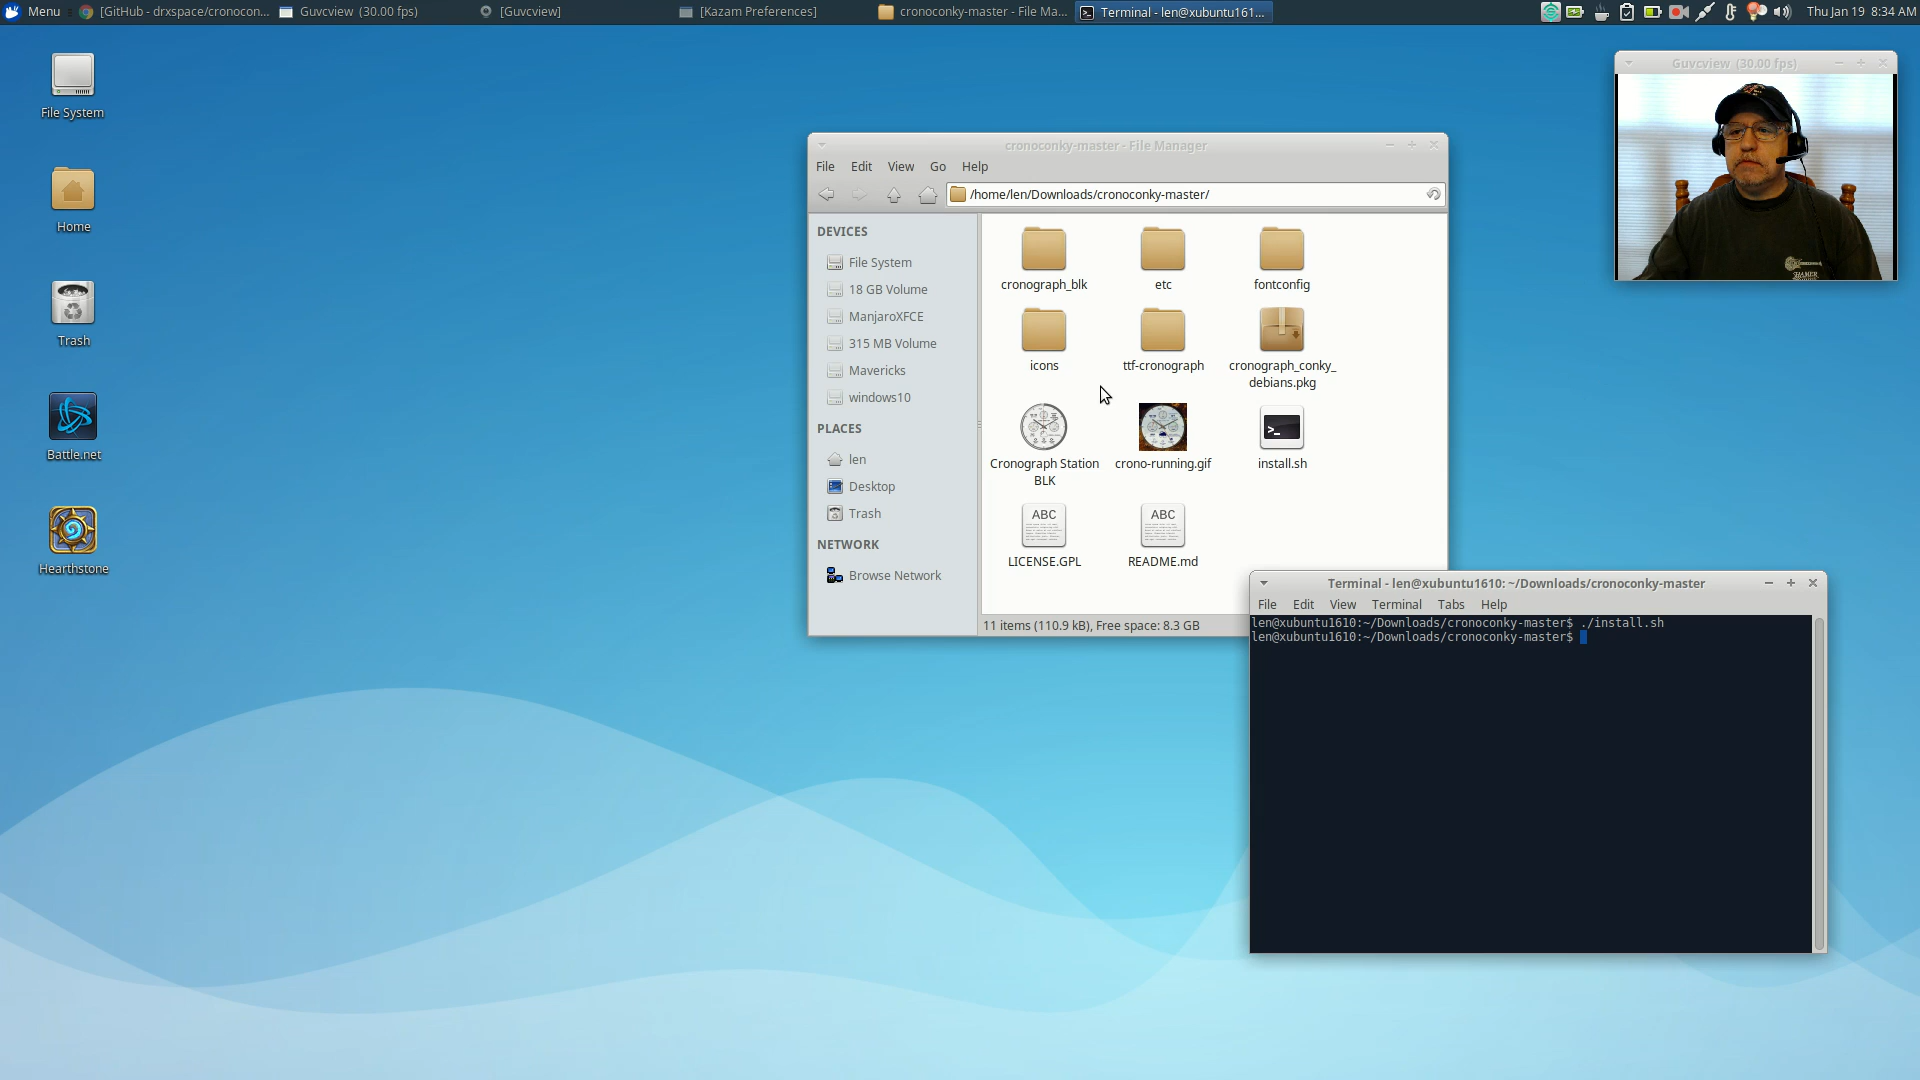 Menu
[GitHub - drxspace/cronocon...
Guvcview (30.00 fps)
[Guvcview]
[Kazam Preferences]
cronoconky-master - File Ma...
Terminal - len@xubuntu161...
Thu Jan 19 8:34 AM
File System
Home
Trash
Battle.net
Hearthstone
Guvcview (30.00 fps)
cronoconky-master - File Manager
File Edit View Go Help
/home/len/Downloads/cronoconky-master/
DEVICES
File System
18 GB Volume
ManjaroXFCE
315 MB Volume
Mavericks
windows10
PLACES
len
Desktop
Trash
NETWORK
Browse Network
cronograph_blk
etc
fontconfig
icons
ttf-cronograph
cronograph_conky_
debians.pkg
Cronograph Station
BLK
crono-running.gif
install.sh
ABC
LICENSE.GPL
ABC
README.md
11 items (110.9 kB), Free space: 8.3 GB
Terminal - len@xubuntu1610: ~/Downloads/cronoconky-master
File Edit View Terminal Tabs Help
len@xubuntu1610:~/Downloads/cronoconky-master$ ./install.sh
len@xubuntu1610:~/Downloads/cronoconky-master$